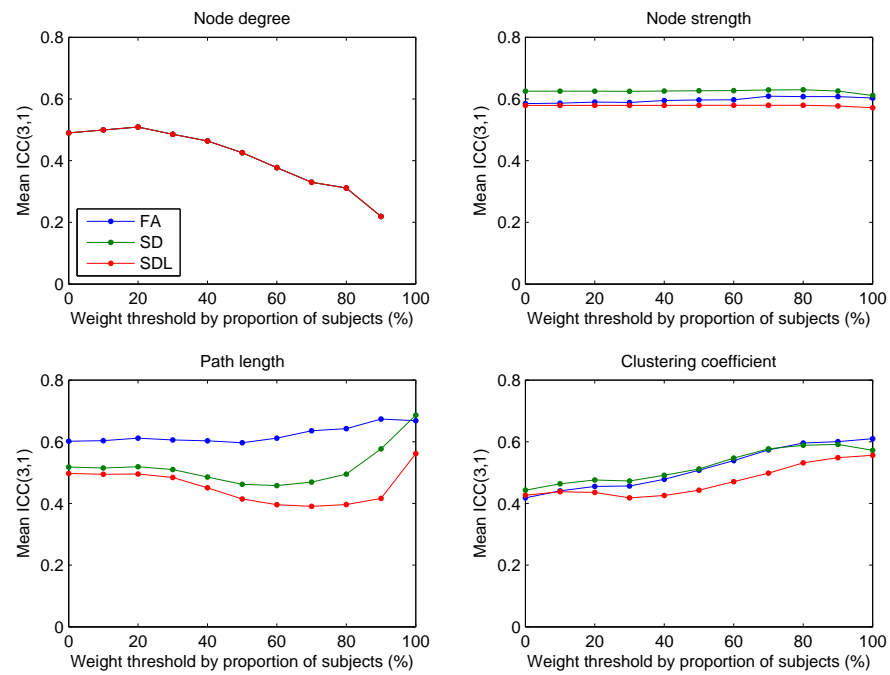 Node degree
0.8
0.6
0.4
0.2
0
Mean ICC(3,1)
FA
SD
SDL
0 20 40 60 80 100
Weight threshold by proportion of subjects (%)
Node strength
0.8
0.6
0.4
0.2
0
Mean ICC(3,1)
0 20 40 60 80 100
Weight threshold by proportion of subjects (%)
Path length
0.8
0.6
0.4
0.2
0
Mean ICC(3,1)
0 20 40 60 80 100
Weight threshold by proportion of subjects (%)
Clustering coefficient
0.8
0.6
0.4
0.2
0
Mean ICC(3,1)
0 20 40 60 80 100
Weight threshold by proportion of subjects (%)